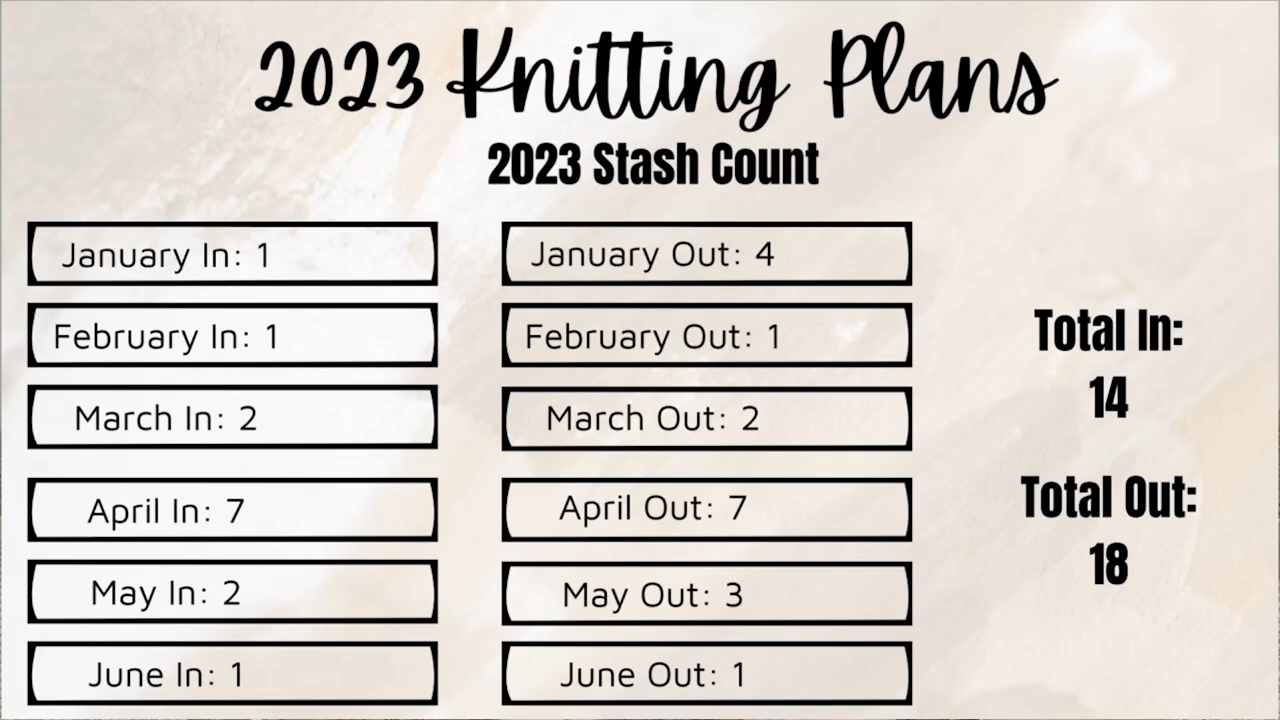 2023 Knitting Plans
2023 Stash Count
January In: 1
January Out: 4
February In: 1
February Out: 1
March In: 2
March Out: 2
April In: 7
April Out: 7
May In: 2
May Out: 3
June In: 1
June Out: 1
Total In:
14
Total Out:
18